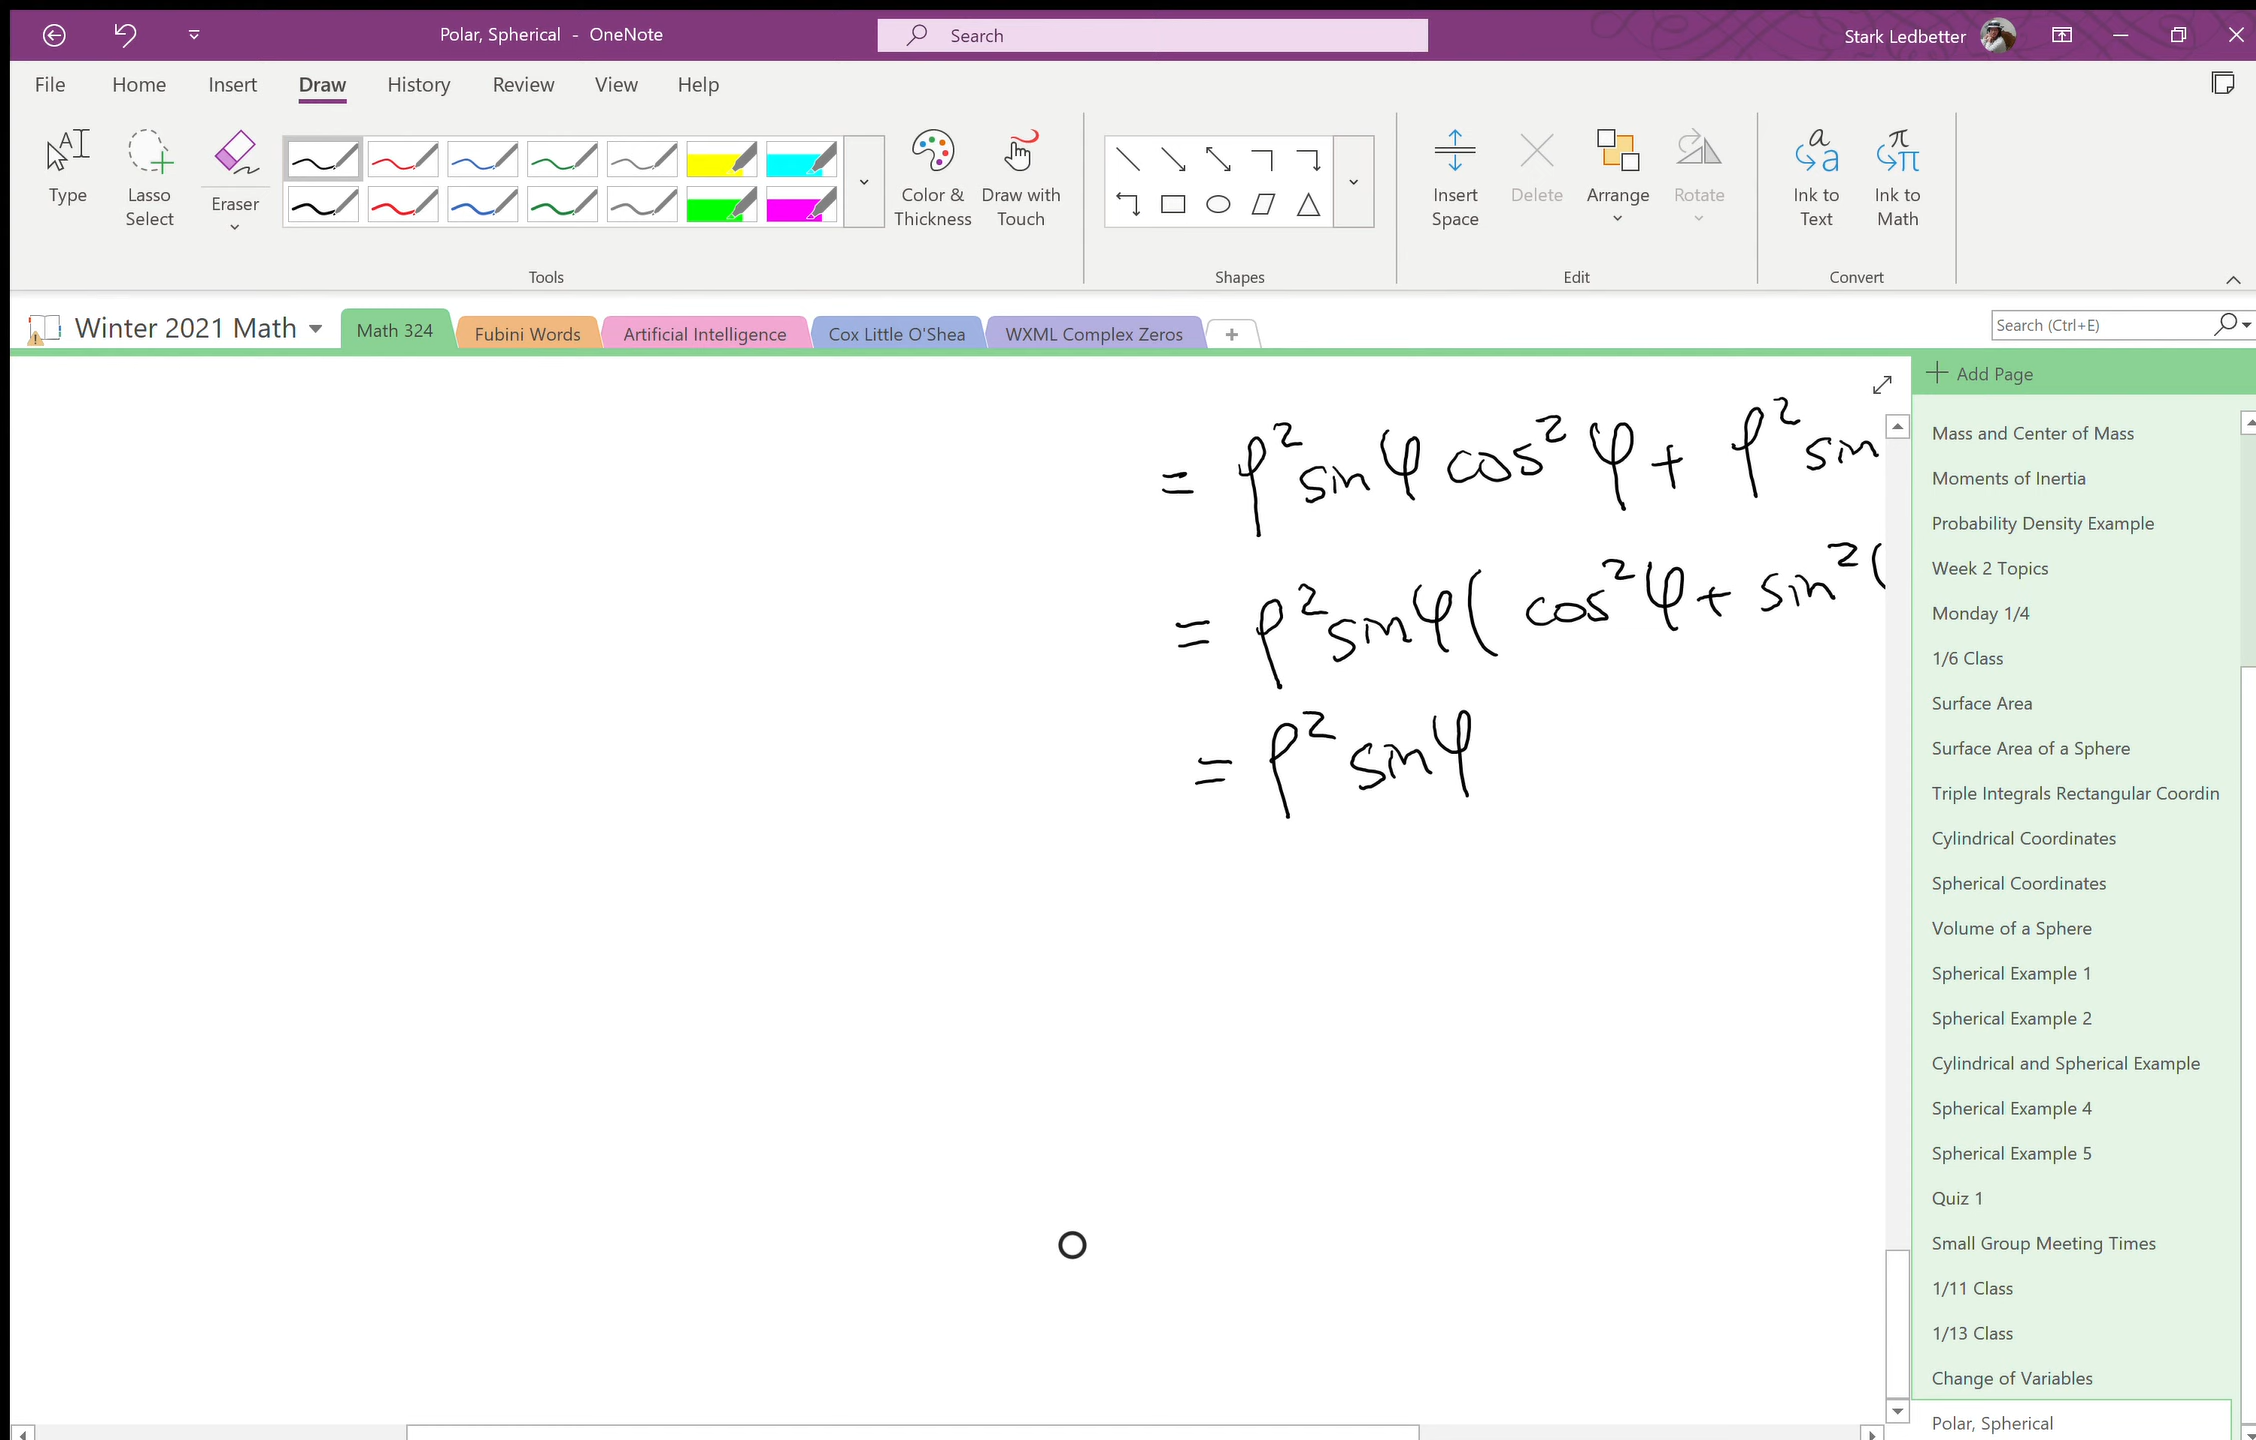 Polar, Spherical - OneNote
Search
Stark Ledbetter
File Home Insert Draw History Review View Help
Type
Lasso Select
Eraser
Color & Thickness
Draw with Touch
Insert Space
Delete
Arrange
Rotate
Ink to Text
Ink to Math
Tools
Shapes
Edit
Convert
Winter 2021 Math
Math 324
Fubini Words
Artificial Intelligence
Cox Little O'Shea
WXML Complex Zeros
Search (Ctrl+E)
Add Page
= ρ² sin φ cos² φ + ρ² sin
= ρ² sin φ ( cos² φ + sin² (
= ρ² sin φ
Mass and Center of Mass
Moments of Inertia
Probability Density Example
Week 2 Topics
Monday 1/4
1/6 Class
Surface Area
Surface Area of a Sphere
Triple Integrals Rectangular Coordin
Cylindrical Coordinates
Spherical Coordinates
Volume of a Sphere
Spherical Example 1
Spherical Example 2
Cylindrical and Spherical Example
Spherical Example 4
Spherical Example 5
Quiz 1
Small Group Meeting Times
1/11 Class
1/13 Class
Change of Variables
Polar, Spherical